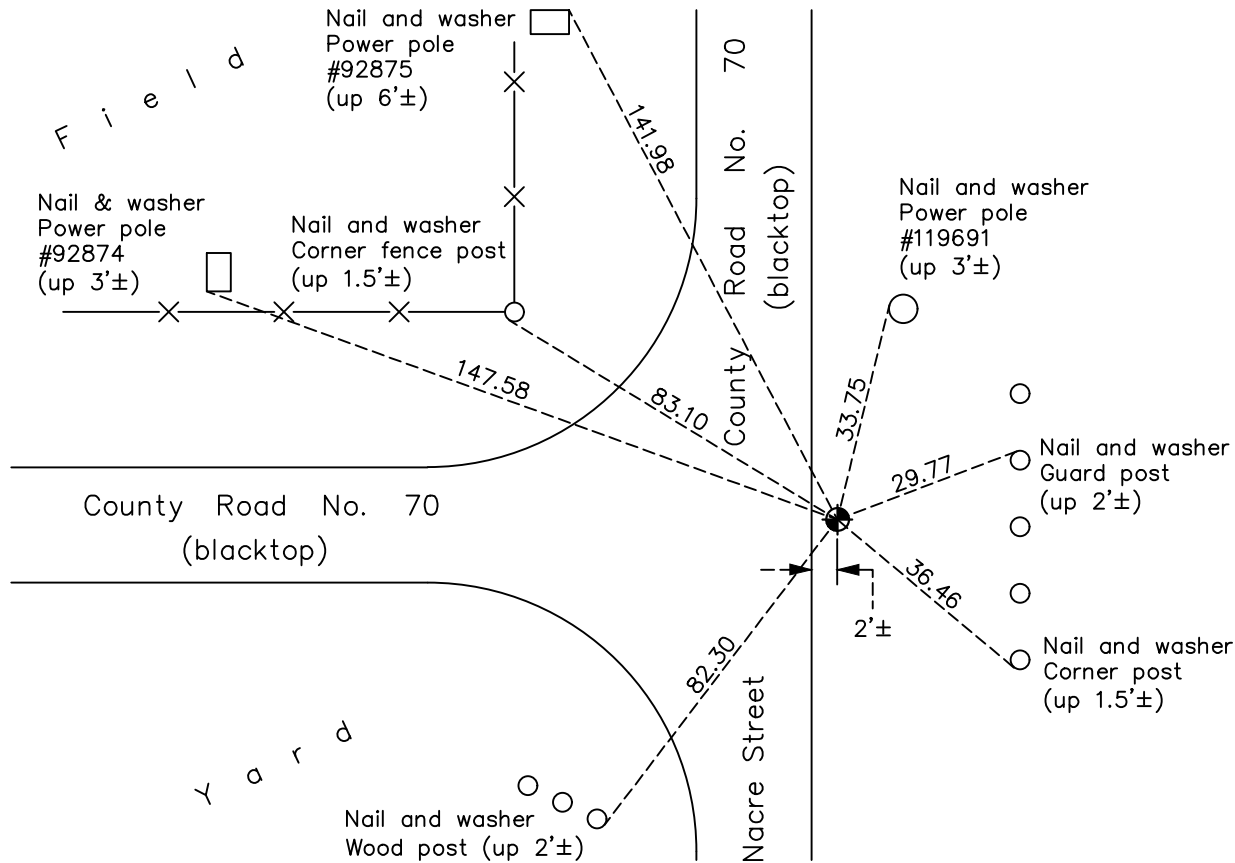 Nail and washer
Power pole
#92875
(up 6'±)
Field
141.98
County Road No. 70
(blacktop)
Nail & washer
Power pole
#92874
(up 3'±)
Nail and washer
Corner fence post
(up 1.5'±)
Nail and washer
Power pole
#119691
(up 3'±)
147.58
83.10
33.75
29.77
Nail and washer
Guard post
(up 2'±)
County Road No. 70
(blacktop)
36.46
2'±
82.30
Nail and washer
Corner post
(up 1.5'±)
Nacre Street
Yard
Nail and washer
Wood post (up 2'±)